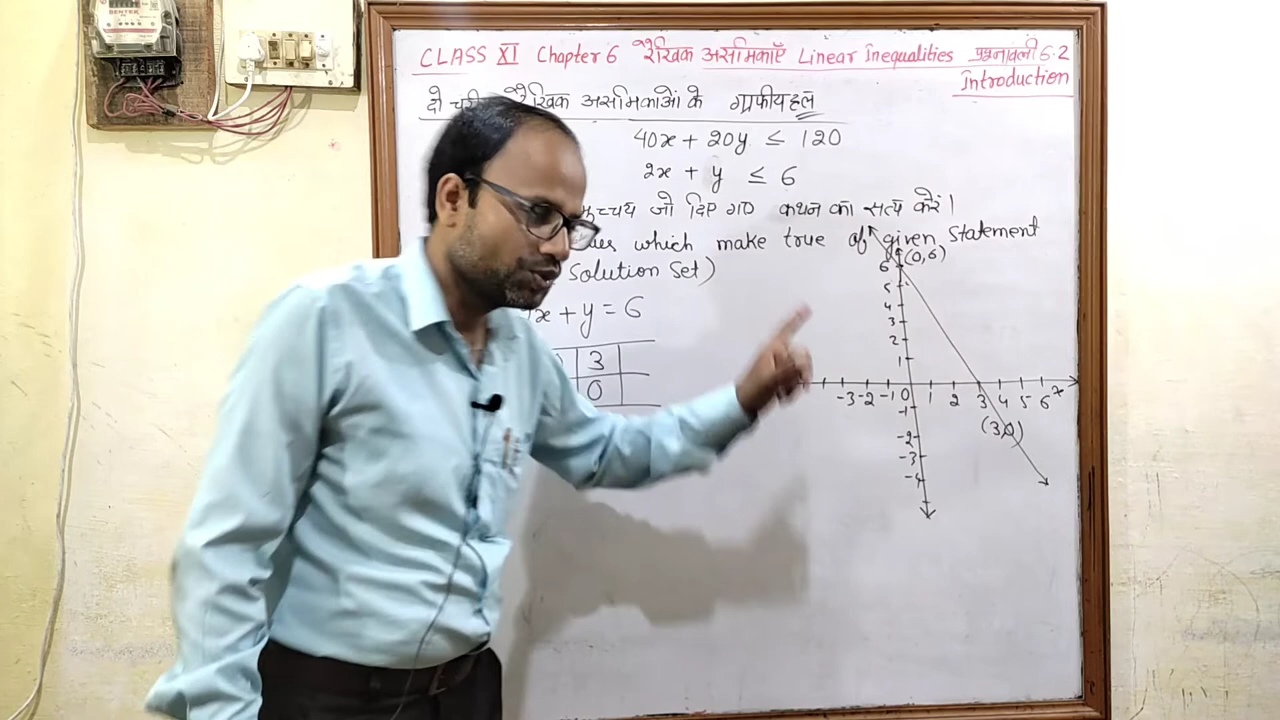 CLASS XI Chapter 6 रैखिक असमिकाएँ Linear Inequalities प्रश्नावली 6.2
Introduction
रैखिक असमिकाओं के ग्राफीय हल
40x + 20y ≤ 120
2x + y ≤ 6
जो दिए गए कथन को सत्य करें।
which make true of given statement
Solution Set)
x + y = 6
3
0
(0,6)
6
5
4
3
2
1
-3 -2 -1 0 1 2 3 4 5 6 x
-1
(3,0)
-2
-3
-4